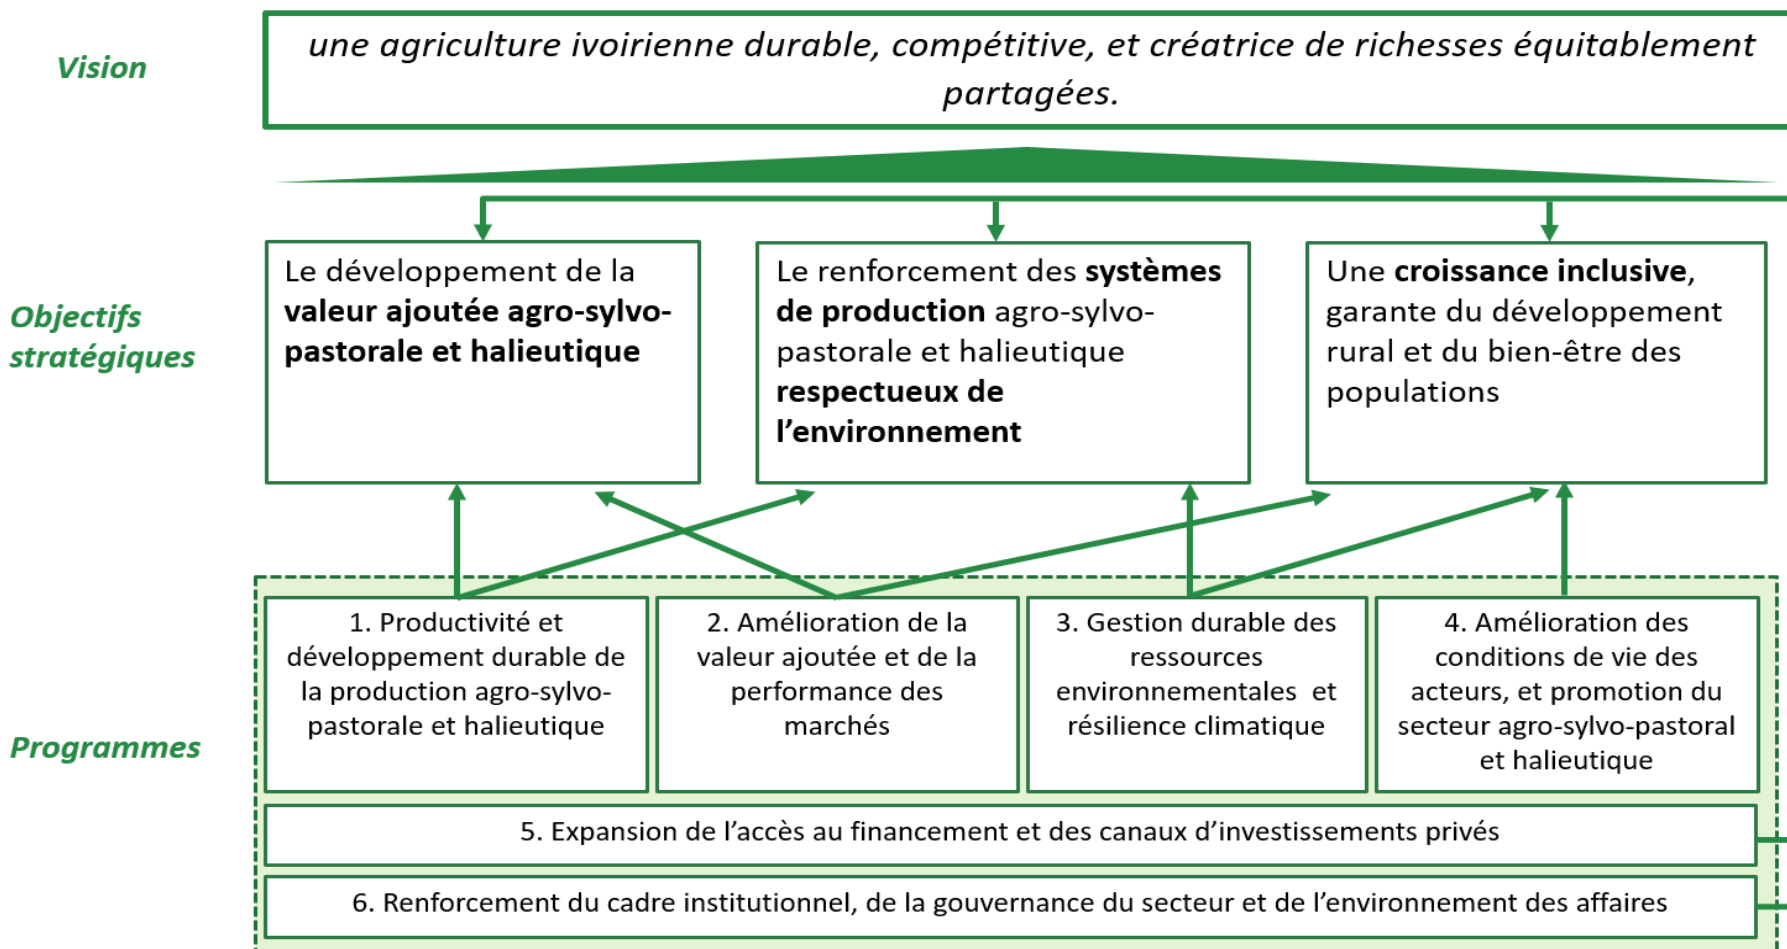 Vision
une agriculture ivoirienne durable, compétitive, et créatrice de richesses équitablement
partagées.
Objectifs
stratégiques
Le développement de la
valeur ajoutée agro-sylvo-
pastorale et halieutique
Le renforcement des systèmes
de production agro-sylvo-
pastorale et halieutique
respectueux de
l’environnement
Une croissance inclusive,
garante du développement
rural et du bien-être des
populations
Programmes
1. Productivité et
développement durable de
la production agro-sylvo-
pastorale et halieutique
2. Amélioration de la
valeur ajoutée et de la
performance des
marchés
3. Gestion durable des
ressources
environnementales et
résilience climatique
4. Amélioration des
conditions de vie des
acteurs, et promotion du
secteur agro-sylvo-pastoral
et halieutique
5. Expansion de l’accès au financement et des canaux d’investissements privés
6. Renforcement du cadre institutionnel, de la gouvernance du secteur et de l’environnement des affaires